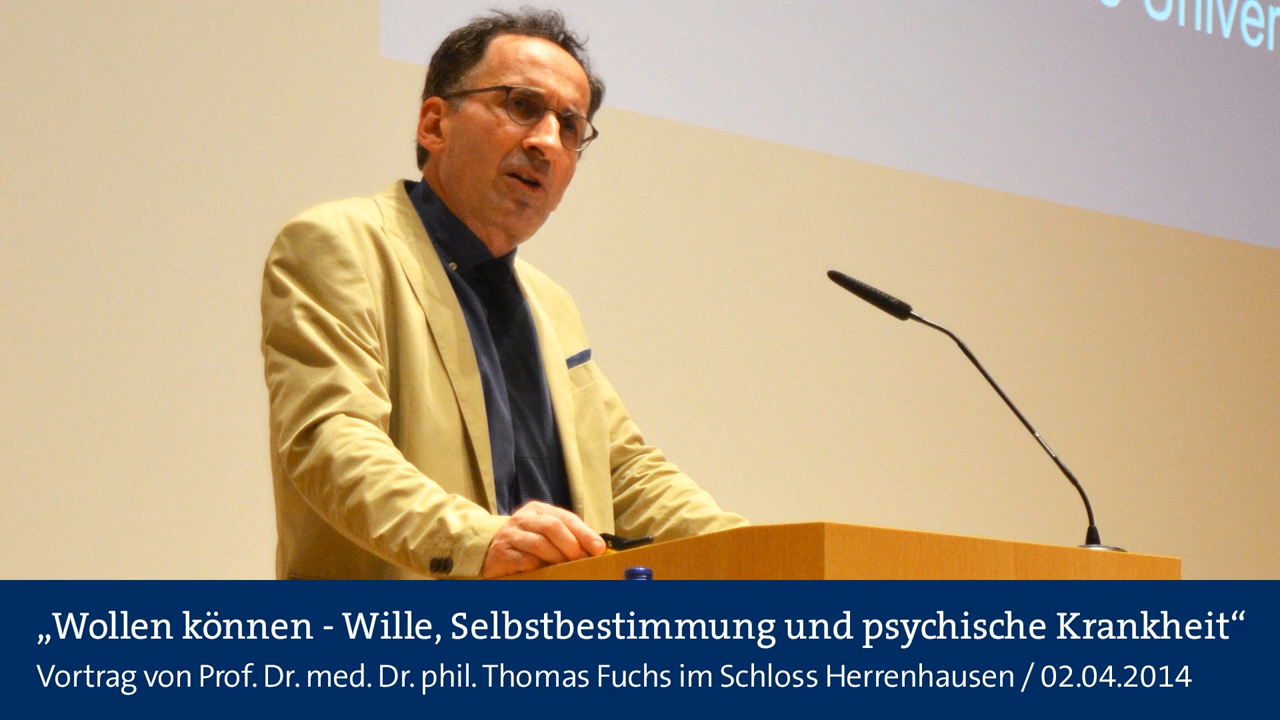 Univer
„Wollen können - Wille, Selbstbestimmung und psychische Krankheit“
Vortrag von Prof. Dr. med. Dr. phil. Thomas Fuchs im Schloss Herrenhausen / 02.04.2014